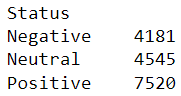 Status
Negative    4181
Neutral     4545
Positive    7520